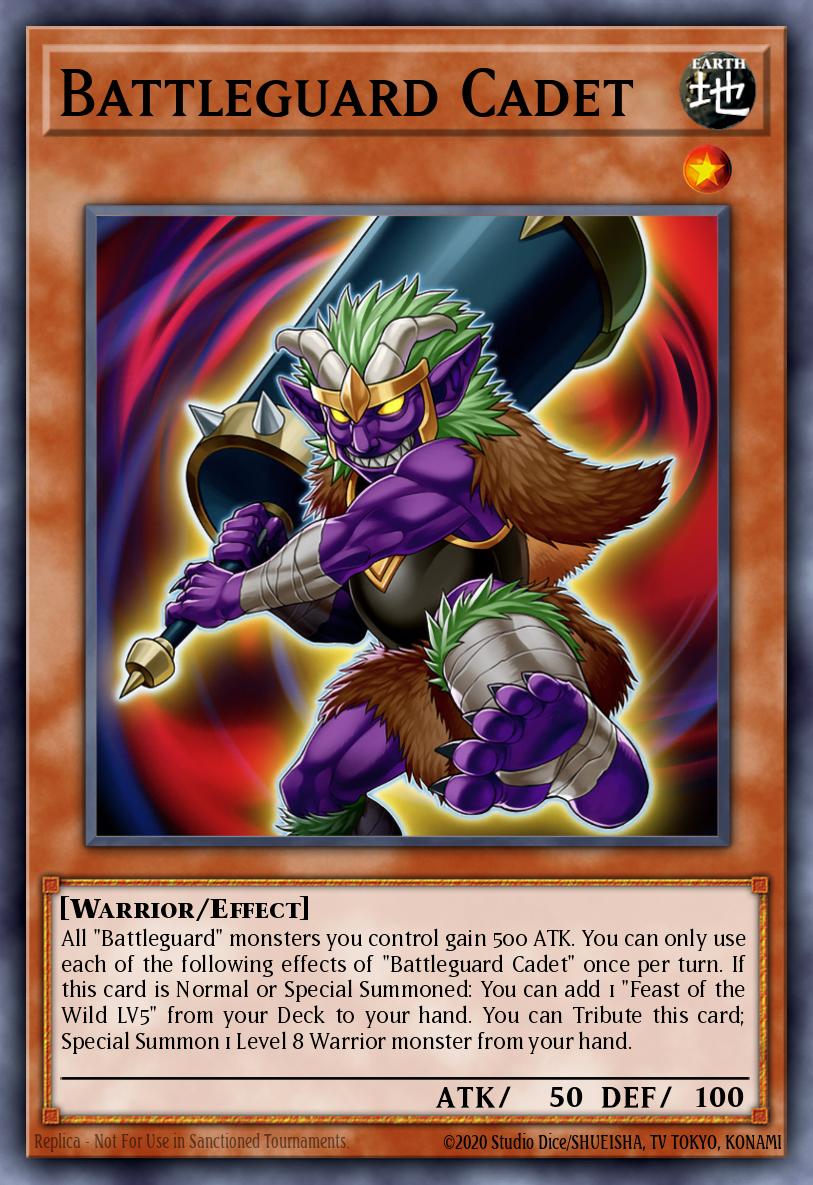 BATTLEGUARD CADET
EARTH
地
[WARRIOR/EFFECT]
All "Battleguard" monsters you control gain 500 ATK. You can only use
each of the following effects of "Battleguard Cadet" once per turn. If
this card is Normal or Special Summoned: You can add 1 "Feast of the
Wild LV5" from your Deck to your hand. You can Tribute this card;
Special Summon 1 Level 8 Warrior monster from your hand.
ATK/ 50 DEF/ 100
Replica - Not For Use in Sanctioned Tournaments.
©2020 Studio Dice/SHUEISHA, TV TOKYO, KONAMI